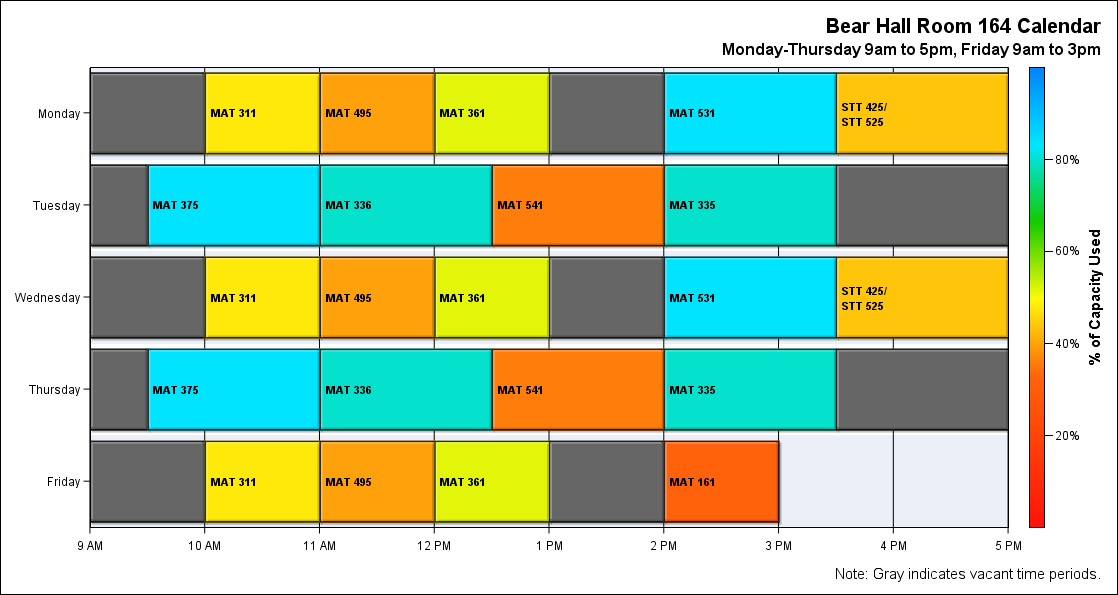 Bear Hall Room 164 Calendar
Monday-Thursday 9am to 5pm, Friday 9am to 3pm
Monday
MAT 311
MAT 495
MAT 361
MAT 531
STT 425/
STT 525
Tuesday
MAT 375
MAT 336
MAT 541
MAT 335
Wednesday
MAT 311
MAT 495
MAT 361
MAT 531
STT 425/
STT 525
Thursday
MAT 375
MAT 336
MAT 541
MAT 335
Friday
MAT 311
MAT 495
MAT 361
MAT 161
9 AM
10 AM
11 AM
12 PM
1 PM
2 PM
3 PM
4 PM
5 PM
80%
60%
40%
20%
% of Capacity Used
Note: Gray indicates vacant time periods.